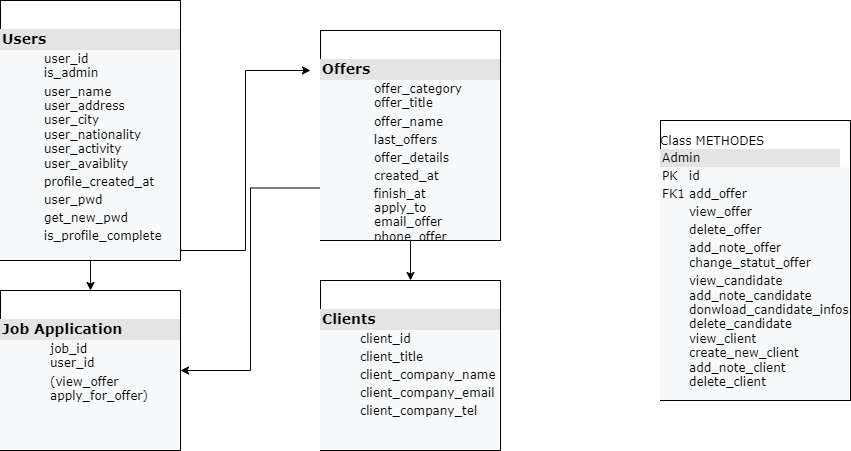 Users
user_id
is_admin
user_name
user_address
user_city
user_nationality
user_activity
user_avaiblity
profile_created_at
user_pwd
get_new_pwd
is_profile_complete
Offers
offer_category
offer_title
offer_name
last_offers
offer_details
created_at
finish_at
apply_to
email_offer
phone_offer
Job Application
job_id
user_id
(view_offer
apply_for_offer)
Clients
client_id
client_title
client_company_name
client_company_email
client_company_tel
Class METHODES
Admin
PK id
FK1 add_offer
view_offer
delete_offer
add_note_offer
change_statut_offer
view_candidate
add_note_candidate
donwload_candidate_infos
delete_candidate
view_client
create_new_client
add_note_client
delete_client